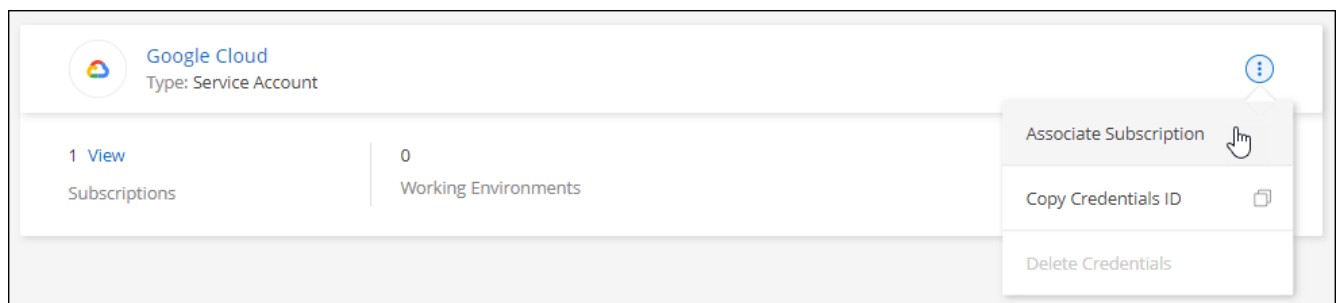 Google Cloud
Type: Service Account
Associate Subscription
1 View
0
Subscriptions
Working Environments
Copy Credentials ID
Delete Credentials